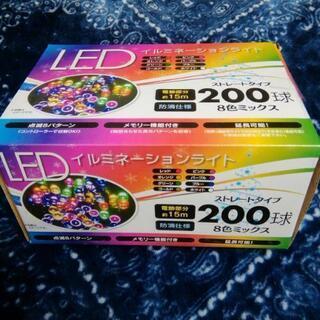 LED イルミネーションライト
ストレートタイプ
電飾部分
約15m
200球
防滴仕様
8色ミックス
点滅8パターン
メモリー機能付き
延長可能!
LED イルミネーションライト
レッド ピンク
オレンジ パープル
グリーン ブルー
ゴールド ホワイト
ストレートタイプ
電飾部分
約15m
200球
防滴仕様
8色ミックス
点滅8パターン
メモリー機能付き
延長可能!